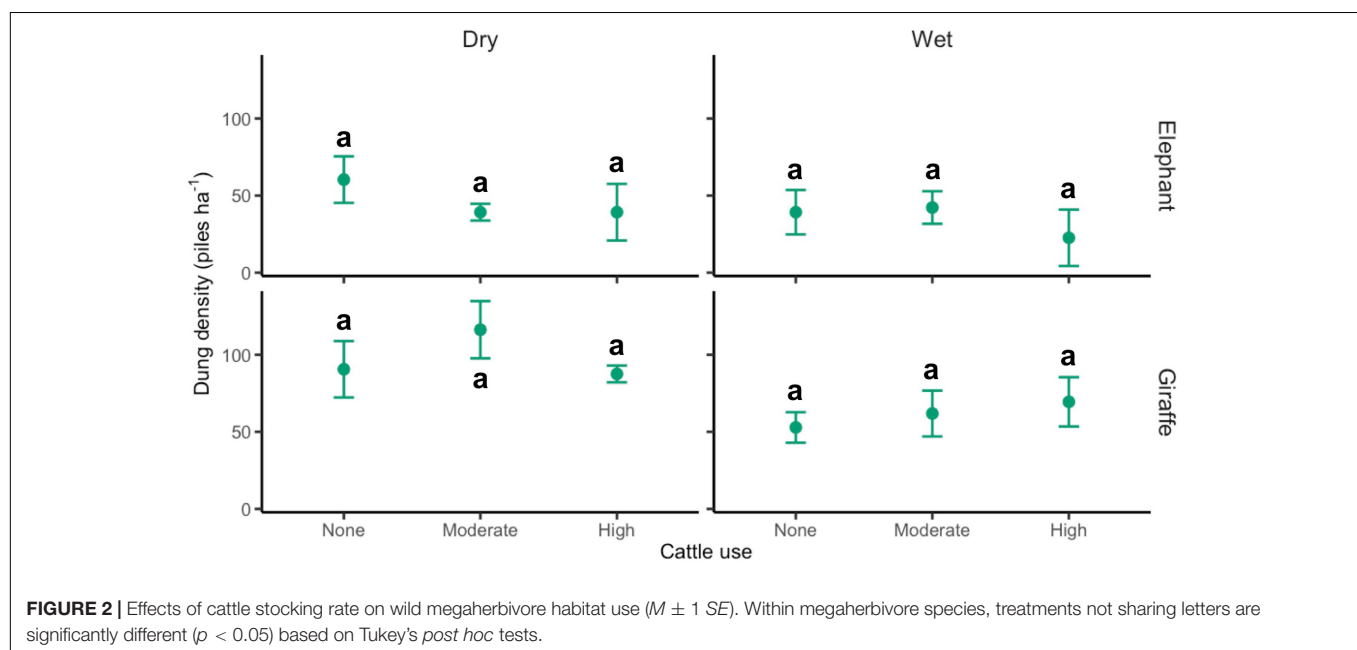 Dry
Wet
100
50
0
a
a
a
a
a
a
Elephant
Dung density (piles ha⁻¹)
100
50
0
a
a
a
a
a
a
Giraffe
None
Moderate
High
None
Moderate
High
Cattle use
FIGURE 2 | Effects of cattle stocking rate on wild megaherbivore habitat use (M ± 1 SE). Within megaherbivore species, treatments not sharing letters are
significantly different (p < 0.05) based on Tukey's post hoc tests.